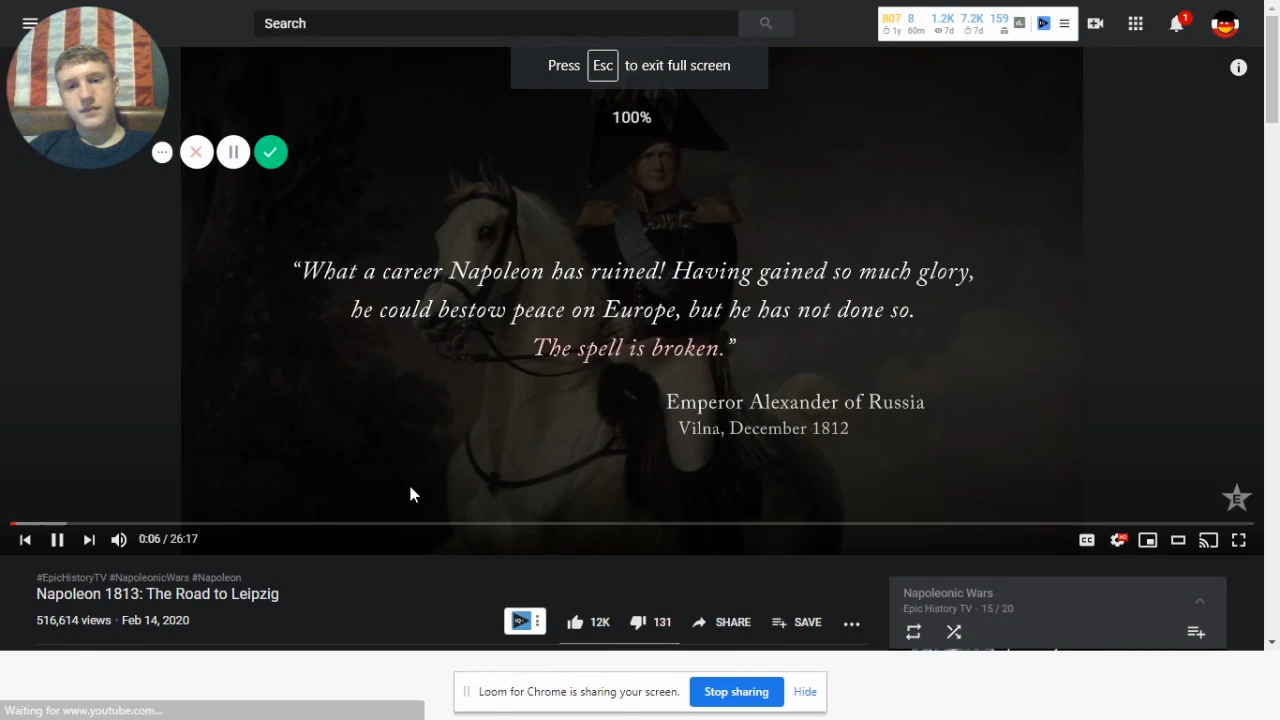 Search
807 8 1.2K 7.2K 159
1y 60m 7d 7d
1
Press Esc to exit full screen
100%
“What a career Napoleon has ruined! Having gained so much glory,
he could bestow peace on Europe, but he has not done so.
The spell is broken.”
Emperor Alexander of Russia
Vilna, December 1812
E
0:06 / 26:17
CC
HD
#EpicHistoryTV #NapoleonicWars #Napoleon
Napoleon 1813: The Road to Leipzig
516,614 views · Feb 14, 2020
12K 131 SHARE SAVE
Napoleonic Wars
Epic History TV - 15 / 20
Loom for Chrome is sharing your screen. Stop sharing Hide
Waiting for www.youtube.com...